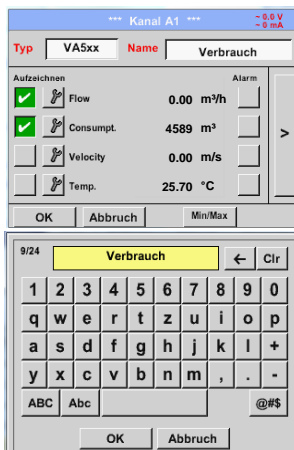 *** Kanal A1 ***
~ 0.0 V
~ 0 mA
Typ VA5xx Name Verbrauch
Aufzeichnen Alarm
Flow 0.00 m³/h
Consumpt. 4589 m³
Velocity 0.00 m/s
Temp. 25.70 °C
>
OK Abbruch Min/Max
9/24 Verbrauch ← Clr
1 2 3 4 5 6 7 8 9 0
q w e r t z u i o p
a s d f g h j k l +
y x c v b n m , . -
ABC Abc @#$
OK Abbruch